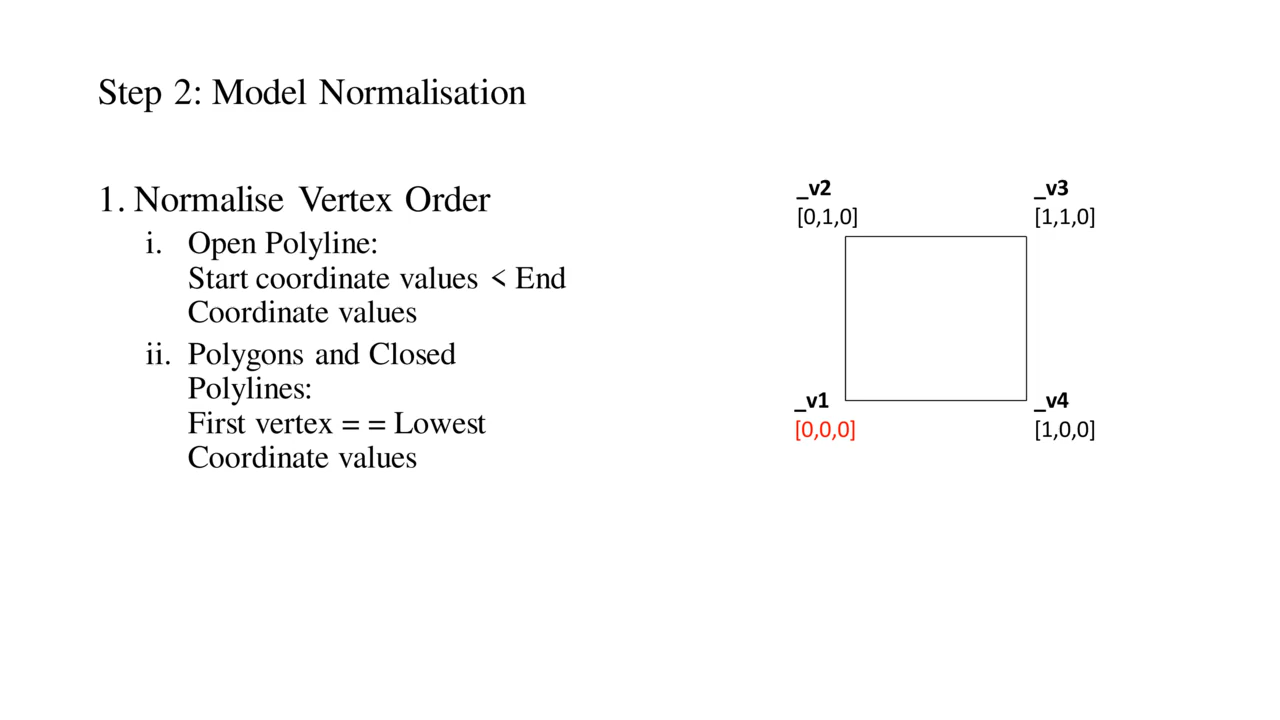 Step 2: Model Normalisation
1. Normalise Vertex Order
i. Open Polyline:
Start coordinate values < End
Coordinate values
ii. Polygons and Closed
Polylines:
First vertex = = Lowest
Coordinate values
_v2
[0,1,0]
_v3
[1,1,0]
_v1
[0,0,0]
_v4
[1,0,0]